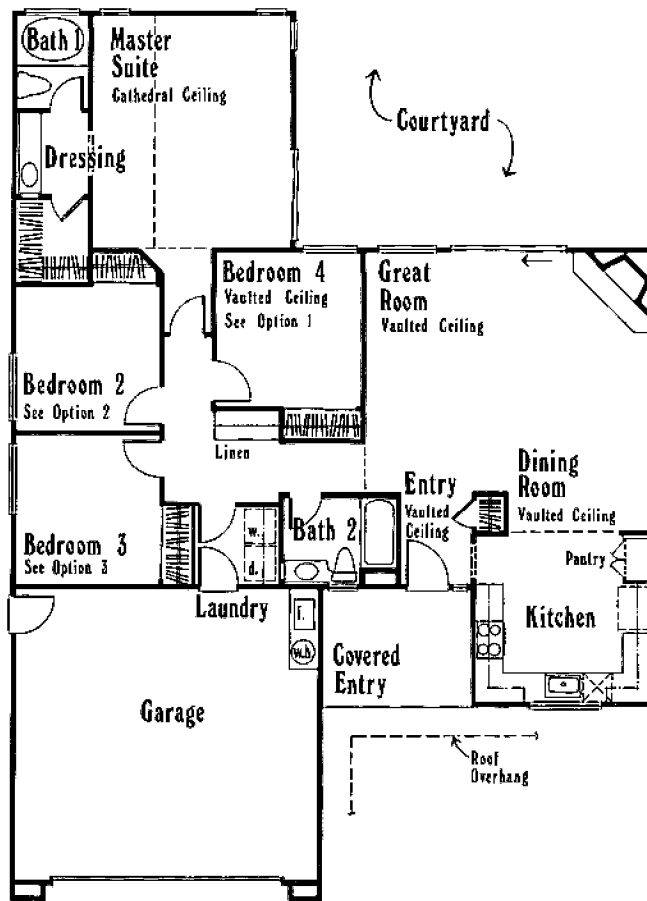 Bath 1
Master
Suite
Cathedral Ceiling
Courtyard
Dressing
Bedroom 4
Vaulted Ceiling
See Option 1
Great
Room
Vaulted Ceiling
Bedroom 2
See Option 2
Linen
Dining
Room
Vaulted Ceiling
Entry
Vaulted
Ceiling
Bedroom 3
See Option 3
w.
d.
Bath 2
Pantry
Laundry
Kitchen
f.
w.h
Covered
Entry
Garage
Roof
Overhang